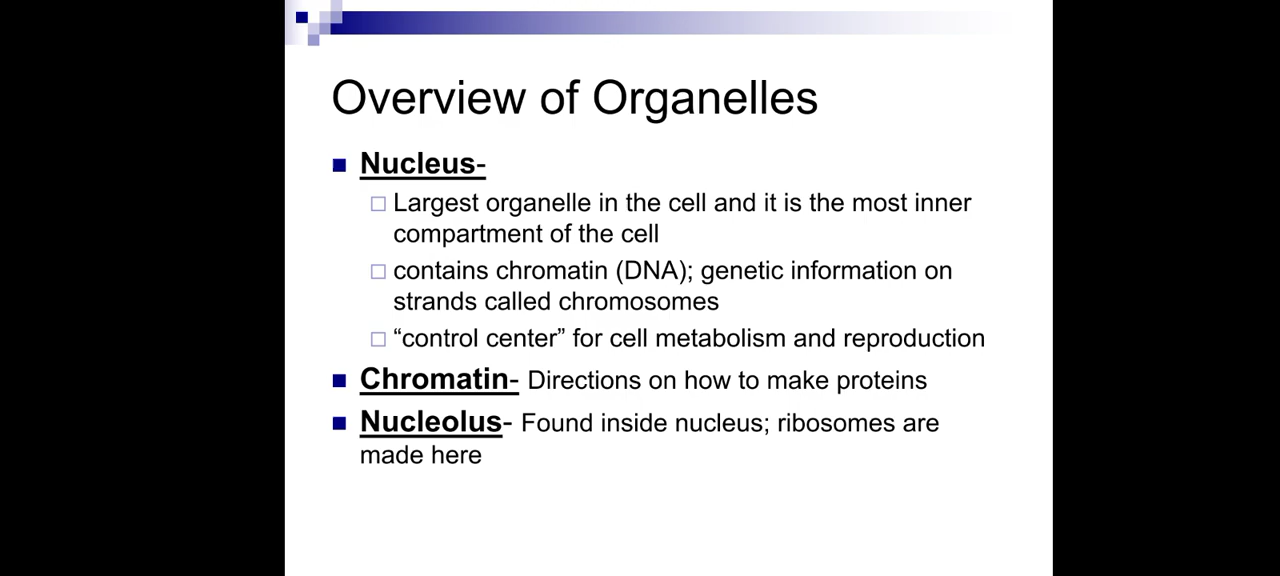 Overview of Organelles
Nucleus-
Largest organelle in the cell and it is the most inner
compartment of the cell
contains chromatin (DNA); genetic information on
strands called chromosomes
“control center” for cell metabolism and reproduction
Chromatin- Directions on how to make proteins
Nucleolus- Found inside nucleus; ribosomes are
made here